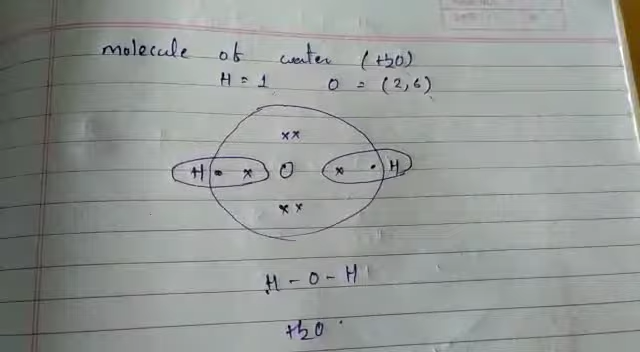 molecule of water (H2O)
H = 1 O = (2,6)
xx
H • x O x • H
xx
H - O - H
H2O